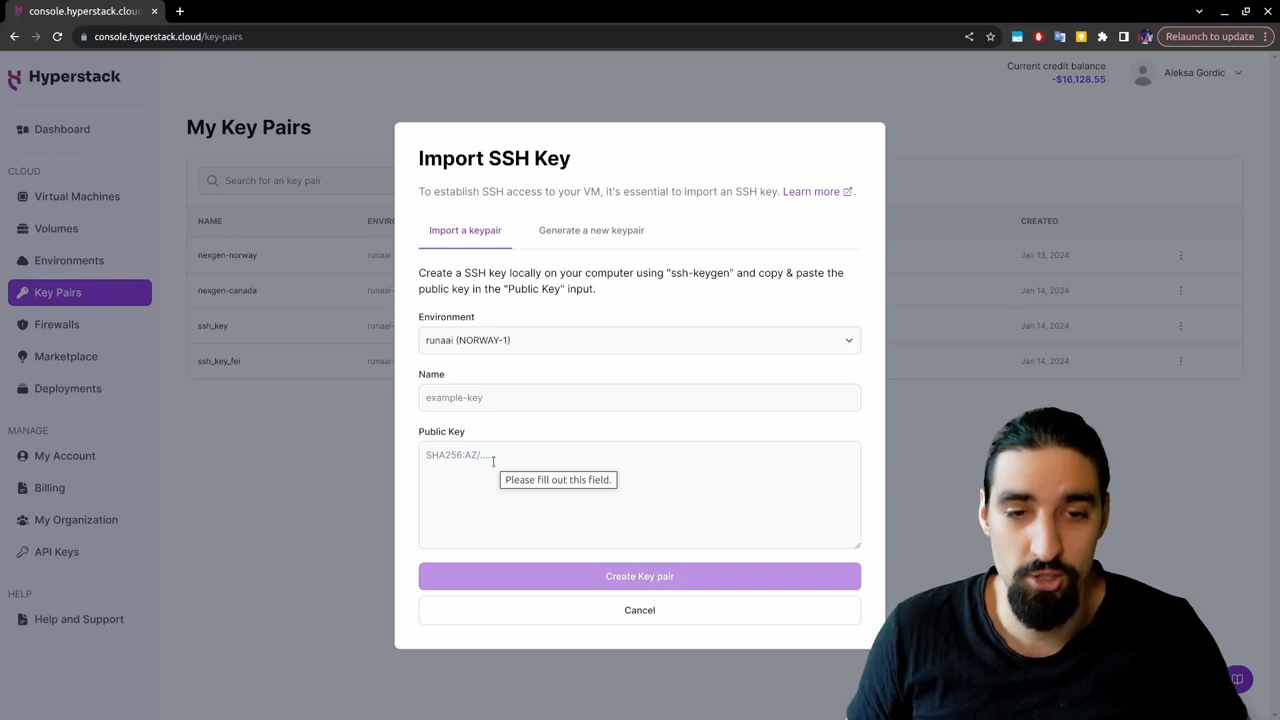 console.hyperstack.cloud
console.hyperstack.cloud/key-pairs
Relaunch to update
Hyperstack
Current credit balance
-$16,128.55
Aleksa Gordic
Dashboard
CLOUD
Virtual Machines
Volumes
Environments
Key Pairs
Firewalls
Marketplace
Deployments
MANAGE
My Account
Billing
My Organization
API Keys
HELP
Help and Support
My Key Pairs
Search for an key pair
NAME
ENVIRO
CREATED
nexgen-norway
runaai
Jan 13, 2024
nexgen-canada
runaai-
Jan 14, 2024
ssh_key
runaai-
Jan 14, 2024
ssh_key_fei
runaai-
Jan 14, 2024
Import SSH Key
To establish SSH access to your VM, it's essential to import an SSH key. Learn more.
Import a keypair
Generate a new keypair
Create a SSH key locally on your computer using "ssh-keygen" and copy & paste the
public key in the "Public Key" input.
Environment
runaai (NORWAY-1)
Name
example-key
Public Key
SHA256:AZ/.....
Please fill out this field.
Create Key pair
Cancel